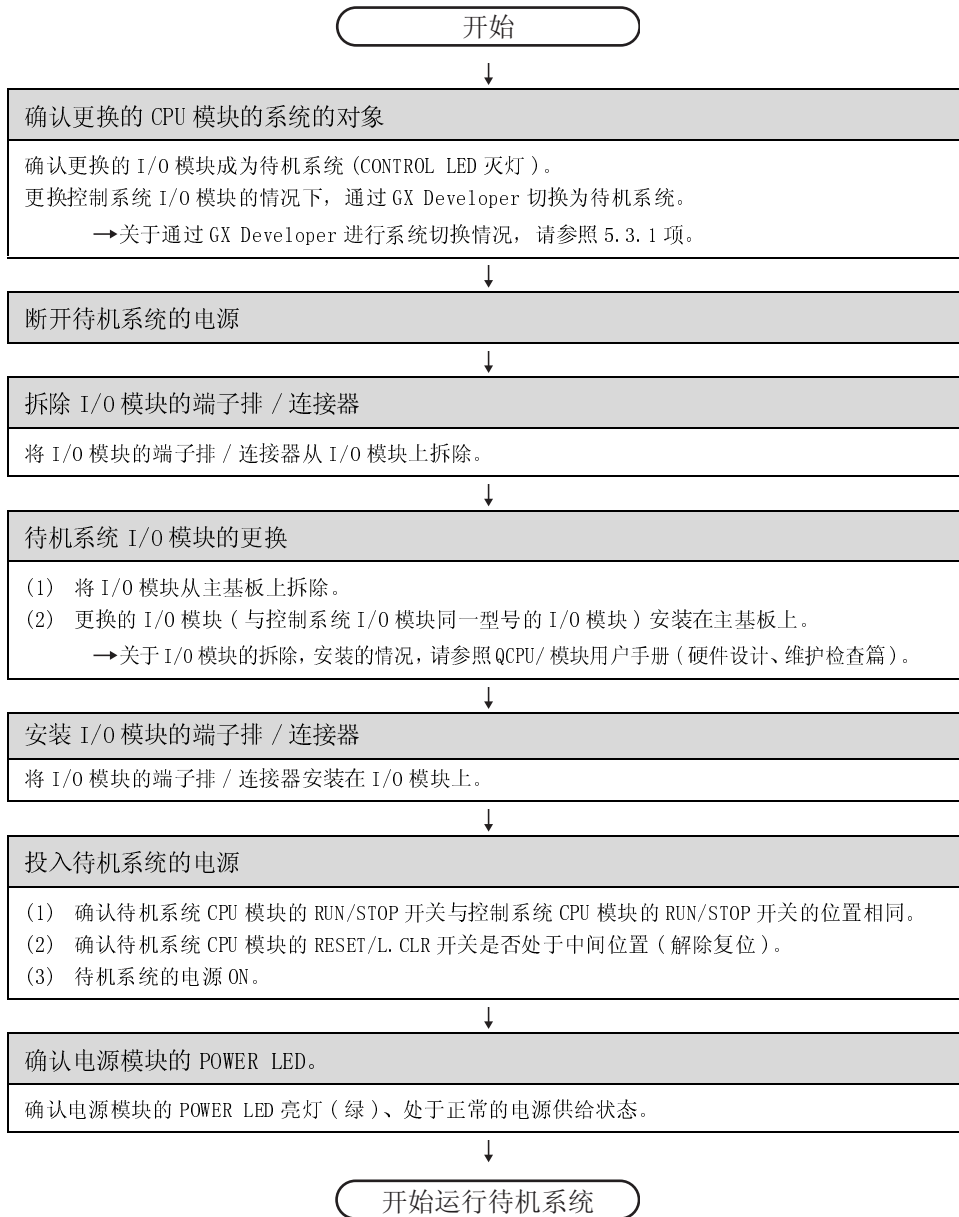 开始
↓
确认更换的 CPU 模块的系统的对象
确认更换的 I/O 模块成为待机系统 (CONTROL LED 灭灯 )。
更换控制系统 I/O 模块的情况下, 通过 GX Developer 切换为待机系统。
→关于通过 GX Developer 进行系统切换情况, 请参照 5.3.1 项。
↓
断开待机系统的电源
↓
拆除 I/O 模块的端子排 / 连接器
将 I/O 模块的端子排 / 连接器从 I/O 模块上拆除。
↓
待机系统 I/O 模块的更换
(1) 将 I/O 模块从主基板上拆除。
(2) 更换的 I/O 模块 ( 与控制系统 I/O 模块同一型号的 I/O 模块 ) 安装在主基板上。
→关于 I/O 模块的拆除, 安装的情况, 请参照 QCPU/ 模块用户手册 ( 硬件设计、维护检查篇 )。
↓
安装 I/O 模块的端子排 / 连接器
将 I/O 模块的端子排 / 连接器安装在 I/O 模块上。
↓
投入待机系统的电源
(1) 确认待机系统 CPU 模块的 RUN/STOP 开关与控制系统 CPU 模块的 RUN/STOP 开关的位置相同。
(2) 确认待机系统 CPU 模块的 RESET/L.CLR 开关是否处于中间位置 ( 解除复位 )。
(3) 待机系统的电源 ON。
↓
确认电源模块的 POWER LED。
确认电源模块的 POWER LED 亮灯 ( 绿 )、处于正常的电源供给状态。
↓
开始运行待机系统